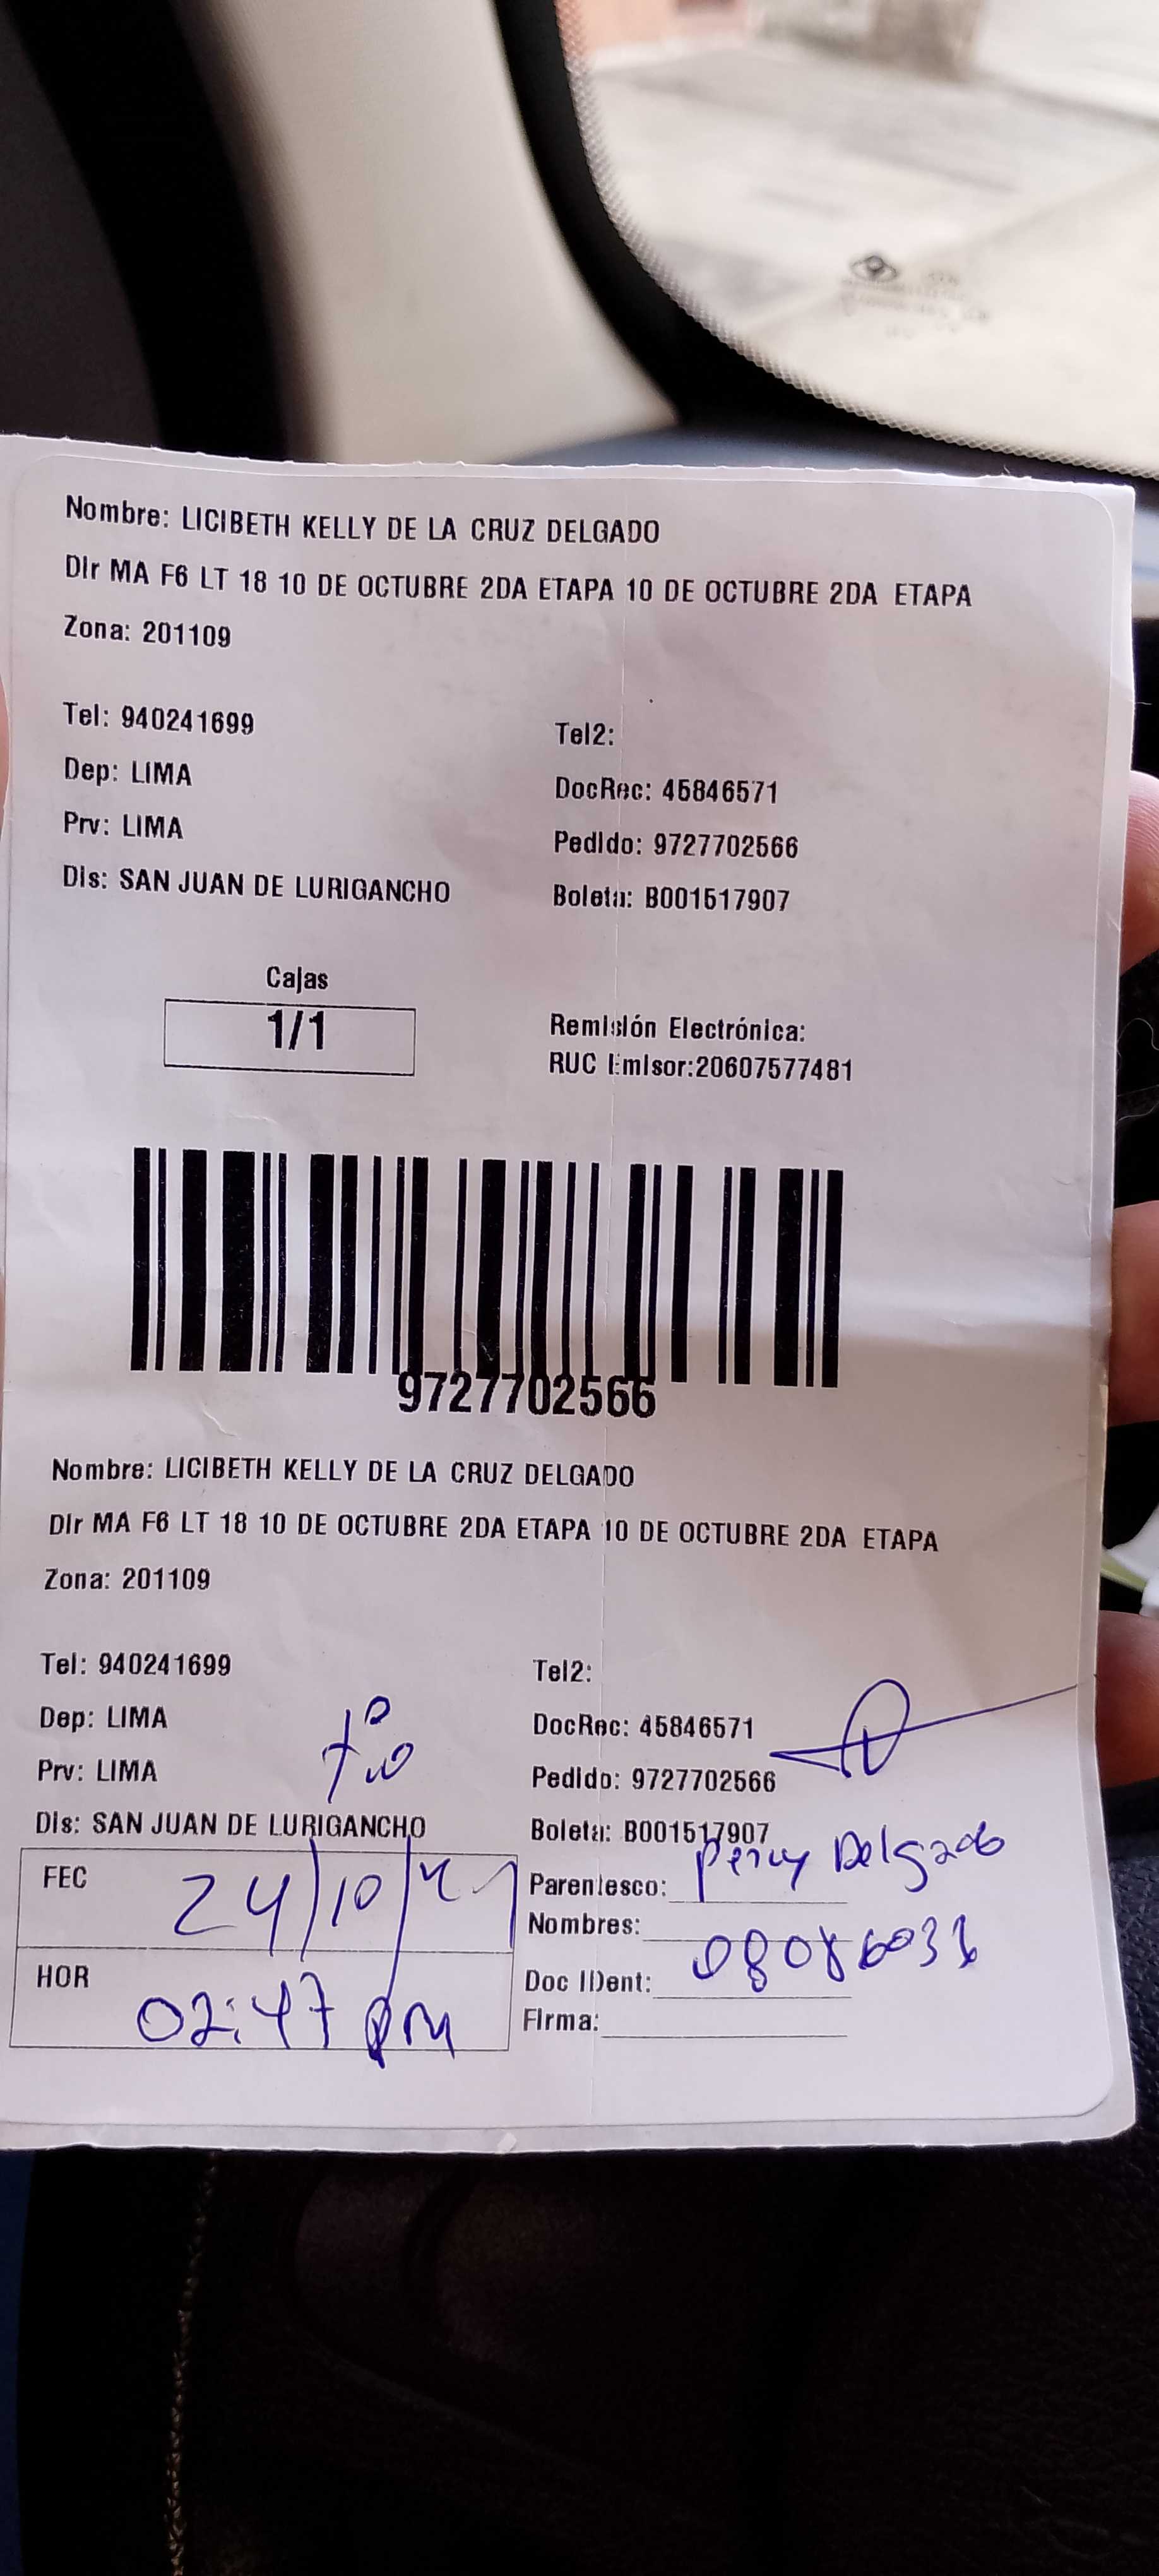 Nombre: LICIBETH KELLY DE LA CRUZ DELGADO
Dir MA F6 LT 18 10 DE OCTUBRE 2DA ETAPA 10 DE OCTUBRE 2DA ETAPA
Zona: 201109
Tel: 940241699
Tel2:
Dep: LIMA
DocRec: 45846571
Prv: LIMA
Pedido: 9727702566
Dis: SAN JUAN DE LURIGANCHO
Boleta: B001517907
Cajas
1/1
Remisión Electrónica:
RUC Emisor:20607577481
9727702566
Nombre: LICIBETH KELLY DE LA CRUZ DELGADO
Dir MA F6 LT 18 10 DE OCTUBRE 2DA ETAPA 10 DE OCTUBRE 2DA ETAPA
Zona: 201109
Tel: 940241699
Tel2:
Dep: LIMA
DocRec: 45846571
Prv: LIMA
Pedido: 9727702566
Dis: SAN JUAN DE LURIGANCHO
Boleta: B001517907
FEC 24/10/
Parentesco: Percy Delgado
Nombres:
HOR 02:47 pm
Doc IDent:
Firma: